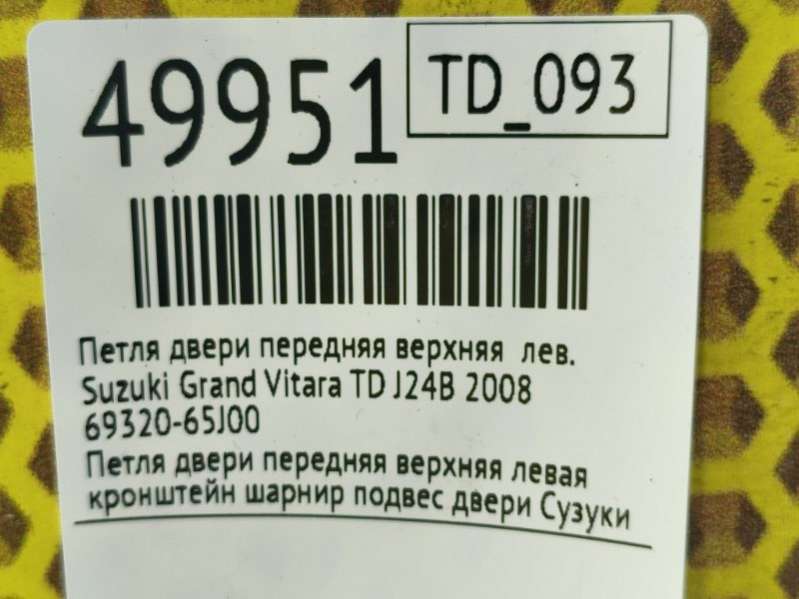 49951
TD_093
Петля двери передняя верхняя лев.
Suzuki Grand Vitara TD J24B 2008
69320-65J00
Петля двери передняя верхняя левая
кронштейн шарнир подвес двери Сузуки